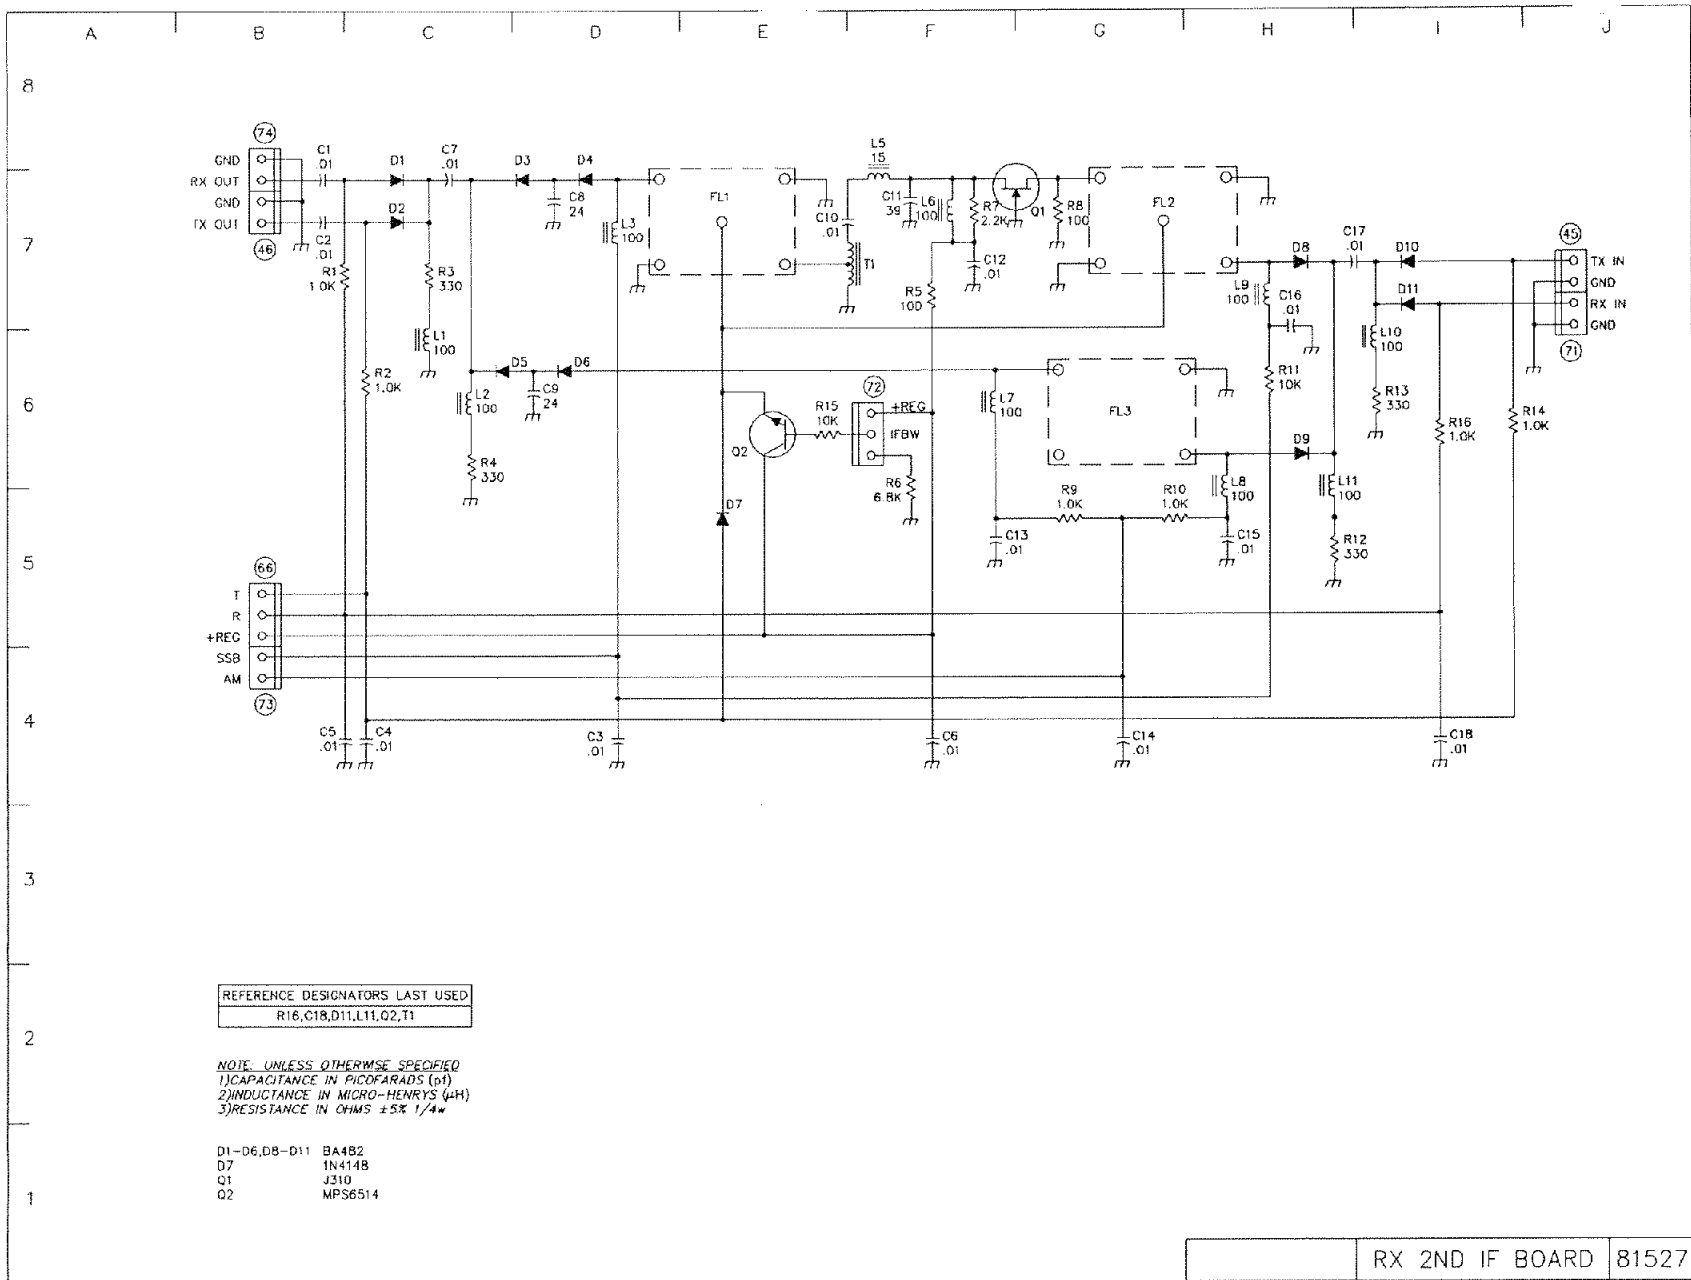 A B C D E F G H I J
8
7
6
5
4
3
2
1
74
GND
RX OUT
GND
TX OUT
46
C1
.01
C2
.01
D1
D2
C7
.01
D3
D4
C8
24
L3
100
FL1
C10
.01
T1
L5
15
C11
39
L6
100
R7
2.2K
Q1
R8
100
C12
.01
R5
100
FL2
R1
1.0K
R3
330
L1
100
R2
1.0K
L2
100
R4
330
D5
D6
C9
24
R15
10K
Q2
72
+REG
IFBW
R6
6.8K
D7
L7
100
FL3
R9
1.0K
R10
1.0K
C13
.01
L8
100
C15
.01
D8
C17
.01
D10
D11
L9
100
C16
.01
R11
10K
L10
100
R13
330
D9
L11
100
R12
330
R16
1.0K
R14
1.0K
45
TX IN
GND
RX IN
GND
71
66
T
R
+REG
SSB
AM
73
C5
.01
C4
.01
C3
.01
C6
.01
C14
.01
C18
.01
REFERENCE DESIGNATORS LAST USED
R16,C18,D11,L11,Q2,T1
NOTE: UNLESS OTHERWISE SPECIFIED
1)CAPACITANCE IN PICOFARADS (pf)
2)INDUCTANCE IN MICRO-HENRYS (μH)
3)RESISTANCE IN OHMS ±5% 1/4w
D1-D6,D8-D11 BA482
D7 1N4148
Q1 J310
Q2 MPS6514
RX 2ND IF BOARD 81527